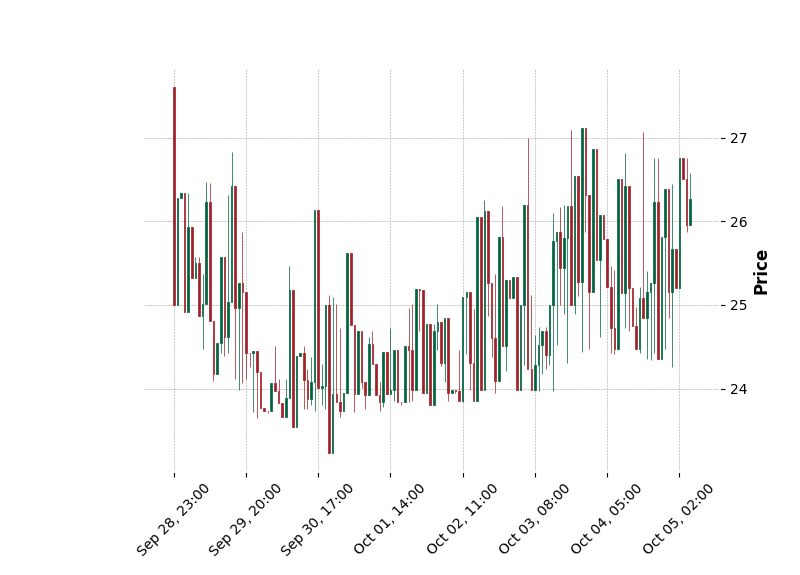 27
26
25
24
Price
Sep 28, 23:00
Sep 29, 20:00
Sep 30, 17:00
Oct 01, 14:00
Oct 02, 11:00
Oct 03, 08:00
Oct 04, 05:00
Oct 05, 02:00